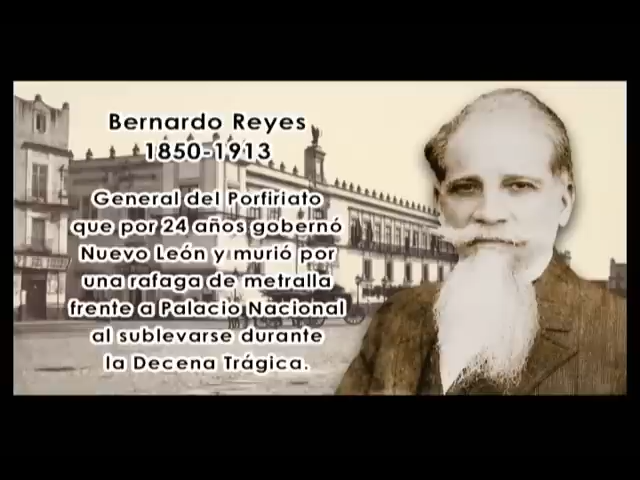 Bernardo Reyes
1850-1913
General del Porfiriato
que por 24 años gobernó
Nuevo León y murió por
una rafaga de metralla
frente a Palacio Nacional
al sublevarse durante
la Decena Trágica.